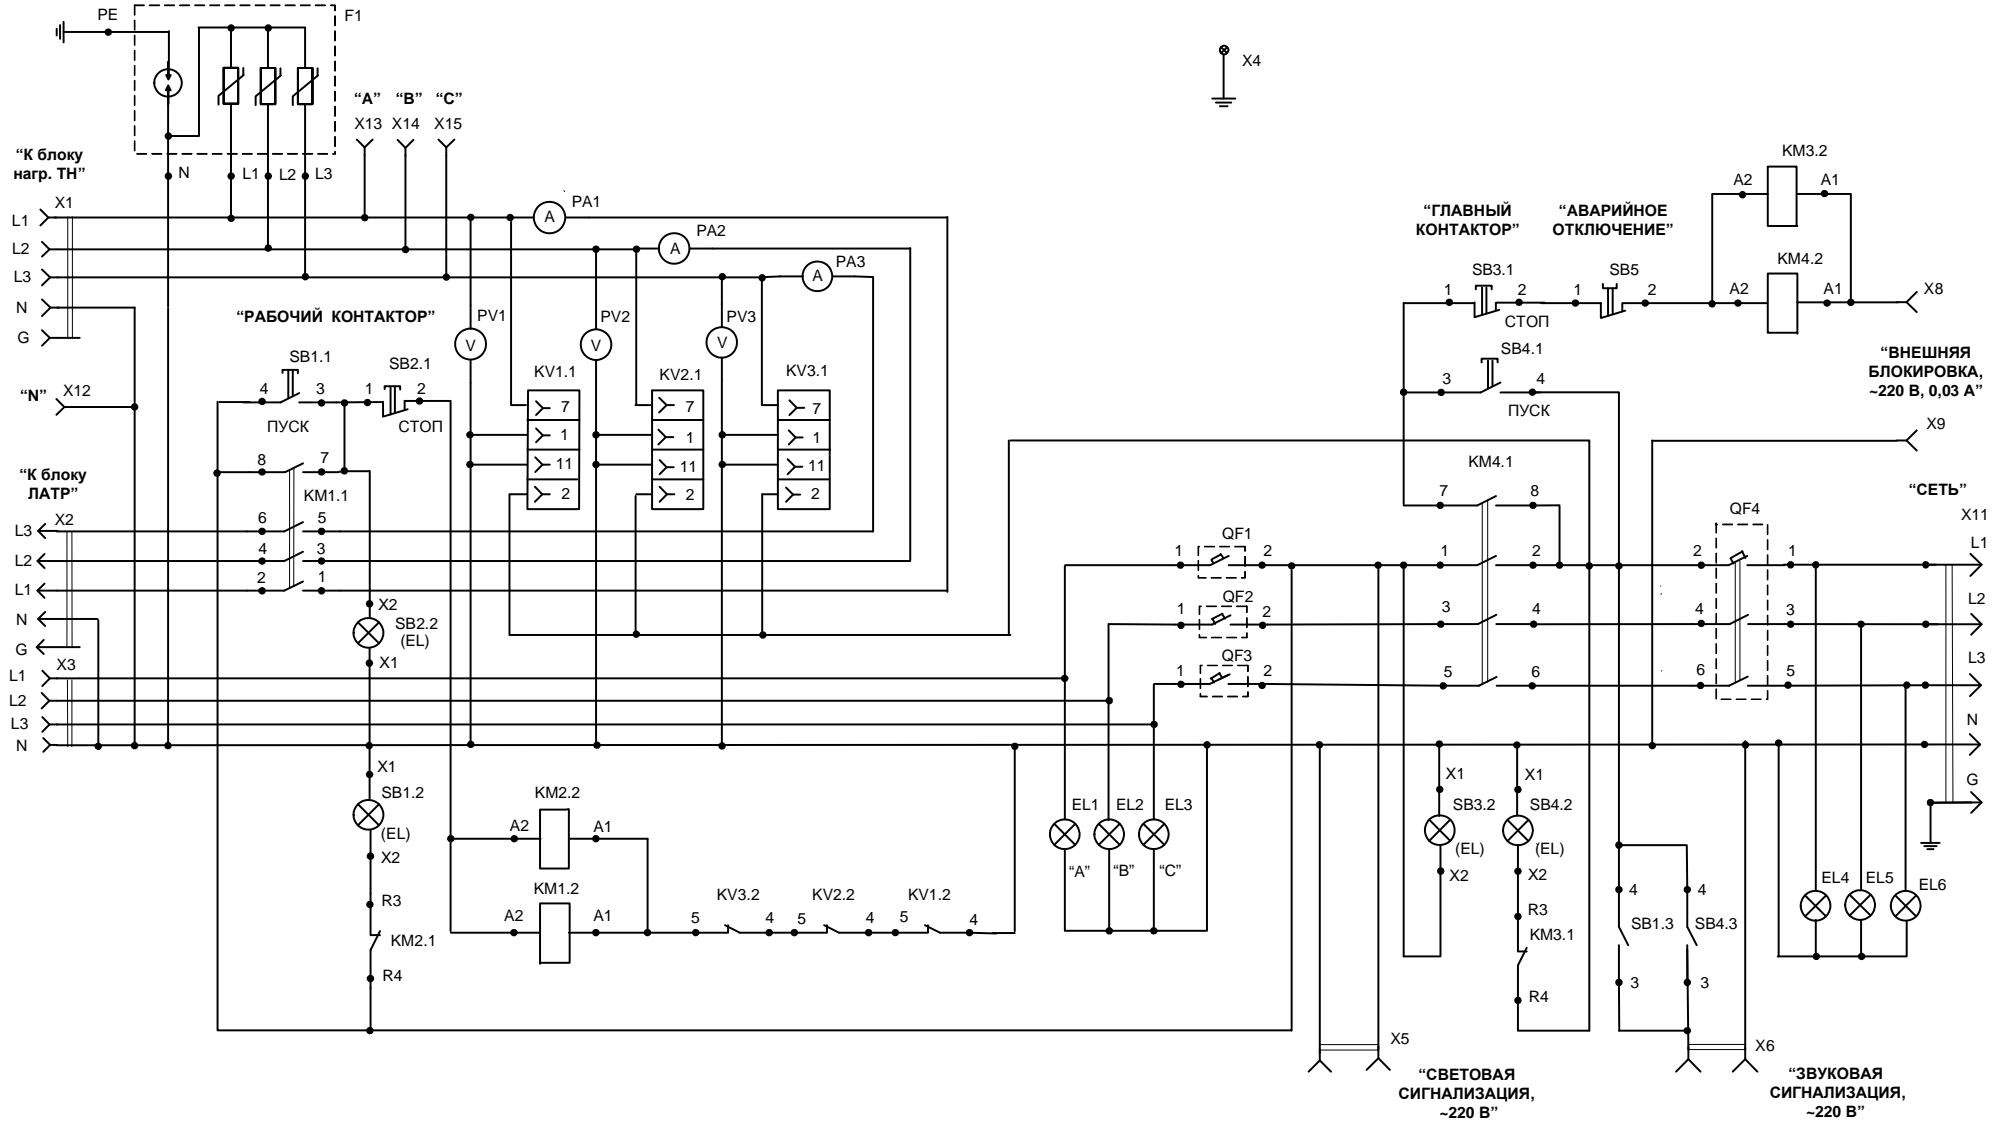 PE
F1
X4
“A” “B” “C”
X13 X14 X15
“К блоку
нагр. ТН”
N L1 L2 L3
X1
L1
L2
L3
N
G
PA1
A
PA2
A
PA3
A
KM3.2
A2 A1
“ГЛАВНЫЙ
КОНТАКТОР”
“АВАРИЙНОЕ
ОТКЛЮЧЕНИЕ”
KM4.2
A2 A1
SB3.1
1 2
СТОП
SB5
1 2
X8
“РАБОЧИЙ КОНТАКТОР”
PV1
V
PV2
V
PV3
V
“ВНЕШНЯЯ
БЛОКИРОВКА,
~220 В, 0,03 А”
SB4.1
3 4
ПУСК
SB1.1
4 3
ПУСК
SB2.1
1 2
СТОП
KV1.1
7
1
11
2
KV2.1
7
1
11
2
KV3.1
7
1
11
2
“N”
X12
X9
“К блоку
ЛАТР”
X2
L3
L2
L1
N
G
8 7
KM1.1
6 5
4 3
2 1
KM4.1
7 8
1 2
3 4
5 6
“СЕТЬ”
X11
L1
L2
L3
N
G
QF4
2 1
4 3
6 5
QF1
1 2
QF2
1 2
QF3
1 2
X2
SB2.2
(EL)
X1
X3
L1
L2
L3
N
X1
SB1.2
(EL)
X2
R3
KM2.1
R4
KM2.2
A2 A1
KM1.2
A2 A1
KV3.2
5 4
KV2.2
5 4
KV1.2
5 4
EL1
“A”
EL2
“B”
EL3
“C”
X1
SB3.2
(EL)
X2
X1
SB4.2
(EL)
X2
R3
KM3.1
R4
4
SB1.3
3
4
SB4.3
3
EL4
EL5
EL6
X5
“СВЕТОВАЯ
СИГНАЛИЗАЦИЯ,
~220 В”
X6
“ЗВУКОВАЯ
СИГНАЛИЗАЦИЯ,
~220 В”